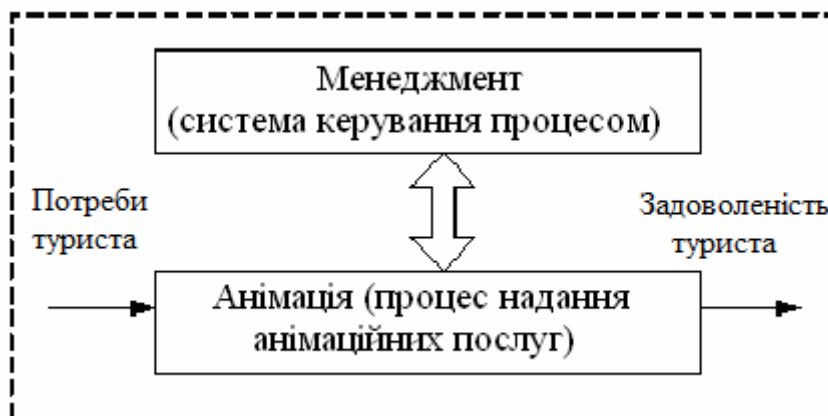 Менеджмент
(система керування процесом)
Потреби
туриста
Задоволеність
туриста
Анімація (процес надання
анімаційних послуг)